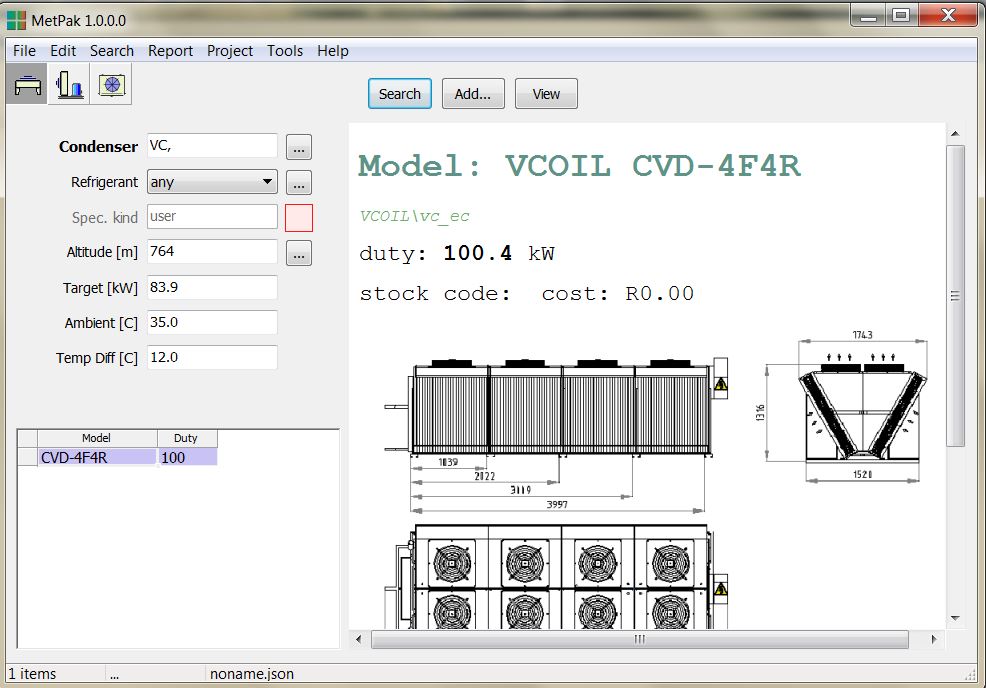 MetPak 1.0.0.0
File Edit Search Report Project Tools Help
Search Add... View
Condenser VC, ...
Refrigerant any ...
Spec. kind user
Altitude [m] 764 ...
Target [kW] 83.9
Ambient [C] 35.0
Temp Diff [C] 12.0
Model Duty
CVD-4F4R 100
Model: VCOIL CVD-4F4R
VCOIL\vc_ec
duty: 100.4 kW
stock code: cost: R0.00
1743
1316
1520
1039
2022
3997
1 items ... noname.json